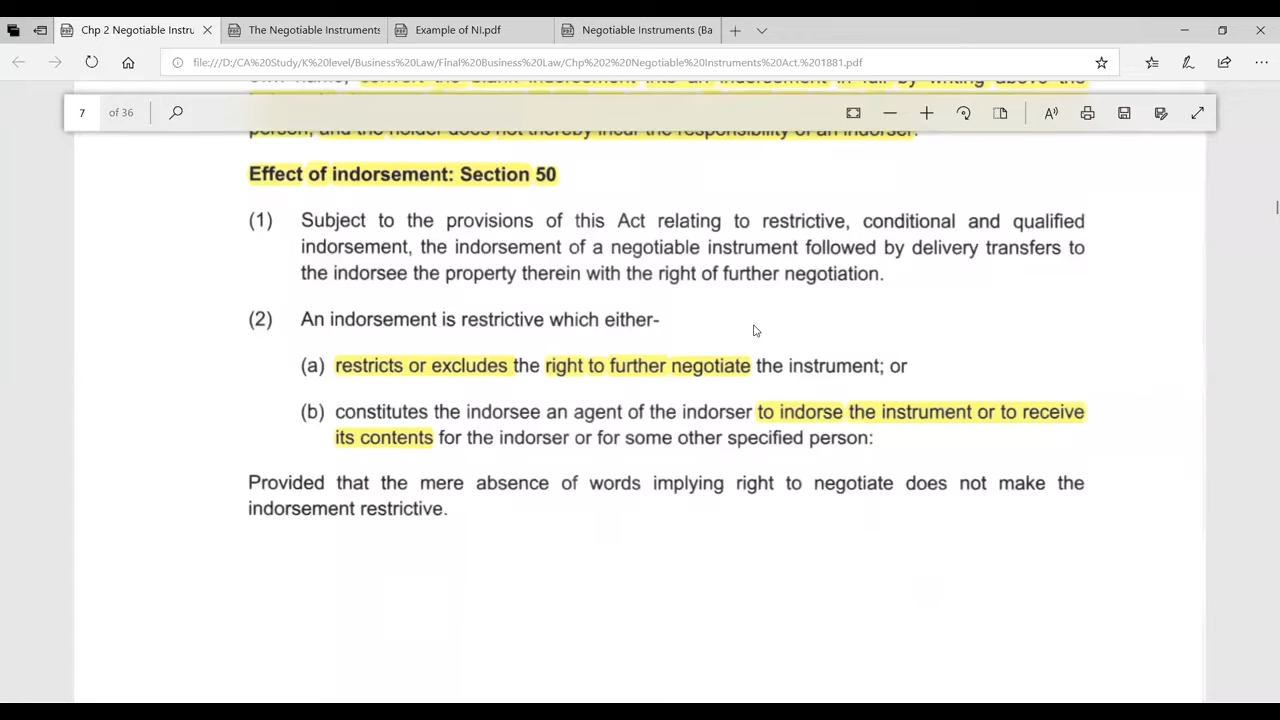 Chp 2 Negotiable Instru
The Negotiable Instruments
Example of NI.pdf
Negotiable Instruments (Ba
file:///D:/CA%20Study/K%20level/Business%20Law/Final%20Business%20Law/Chp%202%20Negotiable%20Instruments%20Act.%201881.pdf
7 of 36
person, and the holder does not thereby incur the responsibility of an indorser.
Effect of indorsement: Section 50
(1) Subject to the provisions of this Act relating to restrictive, conditional and qualified
indorsement, the indorsement of a negotiable instrument followed by delivery transfers to
the indorsee the property therein with the right of further negotiation.
(2) An indorsement is restrictive which either-
(a) restricts or excludes the right to further negotiate the instrument; or
(b) constitutes the indorsee an agent of the indorser to indorse the instrument or to receive
its contents for the indorser or for some other specified person:
Provided that the mere absence of words implying right to negotiate does not make the
indorsement restrictive.